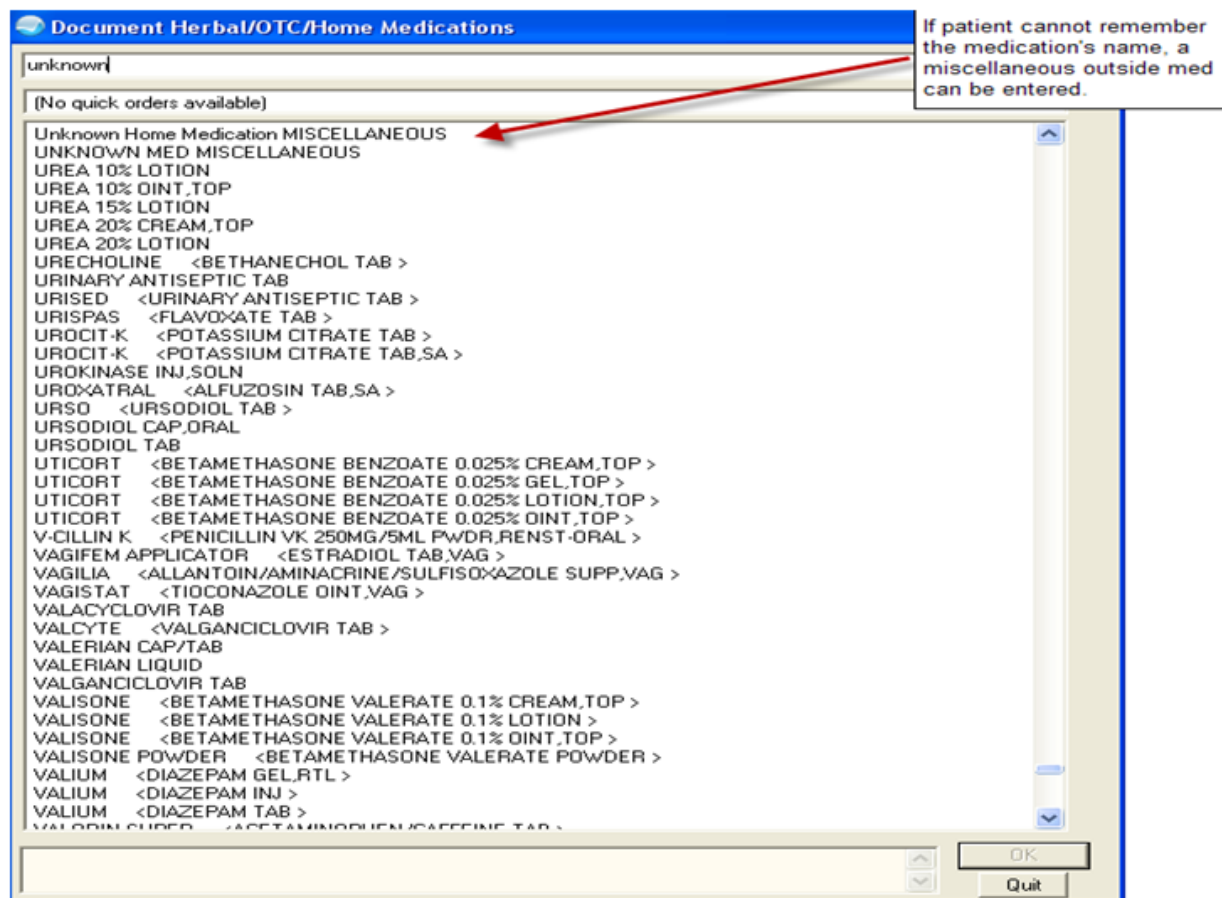 Document Herbal/OTC/Home Medications
If patient cannot remember
the medication's name, a
miscellaneous outside med
can be entered.
unknown
(No quick orders available)
Unknown Home Medication MISCELLANEOUS
UNKNOWN MED MISCELLANEOUS
UREA 10% LOTION
UREA 10% OINT,TOP
UREA 15% LOTION
UREA 20% CREAM,TOP
UREA 20% LOTION
URECHOLINE <BETHANECHOL TAB >
URINARY ANTISEPTIC TAB
URISED <URINARY ANTISEPTIC TAB >
URISPAS <FLAVOXATE TAB >
UROCIT-K <POTASSIUM CITRATE TAB >
UROCIT-K <POTASSIUM CITRATE TAB,SA >
UROKINASE INJ,SOLN
UROXATRAL <ALFUZOSIN TAB,SA >
URSO <URSODIOL TAB >
URSODIOL CAP,ORAL
URSODIOL TAB
UTICORT <BETAMETHASONE BENZOATE 0.025% CREAM,TOP >
UTICORT <BETAMETHASONE BENZOATE 0.025% GEL,TOP >
UTICORT <BETAMETHASONE BENZOATE 0.025% LOTION,TOP >
UTICORT <BETAMETHASONE BENZOATE 0.025% OINT,TOP >
V-CILLIN K <PENICILLIN VK 250MG/5ML PWDR,RENST-ORAL >
VAGIFEM APPLICATOR <ESTRADIOL TAB,VAG >
VAGILIA <ALLANTOIN/AMINACRINE/SULFISOXAZOLE SUPP,VAG >
VAGISTAT <TIOCONAZOLE OINT,VAG >
VALACYCLOVIR TAB
VALCYTE <VALGANCICLOVIR TAB >
VALERIAN CAP/TAB
VALERIAN LIQUID
VALGANCICLOVIR TAB
VALISONE <BETAMETHASONE VALERATE 0.1% CREAM,TOP >
VALISONE <BETAMETHASONE VALERATE 0.1% LOTION >
VALISONE <BETAMETHASONE VALERATE 0.1% OINT,TOP >
VALISONE POWDER <BETAMETHASONE VALERATE POWDER >
VALIUM <DIAZEPAM GEL,RTL >
VALIUM <DIAZEPAM INJ >
VALIUM <DIAZEPAM TAB >
VALORIN SUPER <ACETAMINOPHEN/CAFFEINE TAB >
OK
Quit